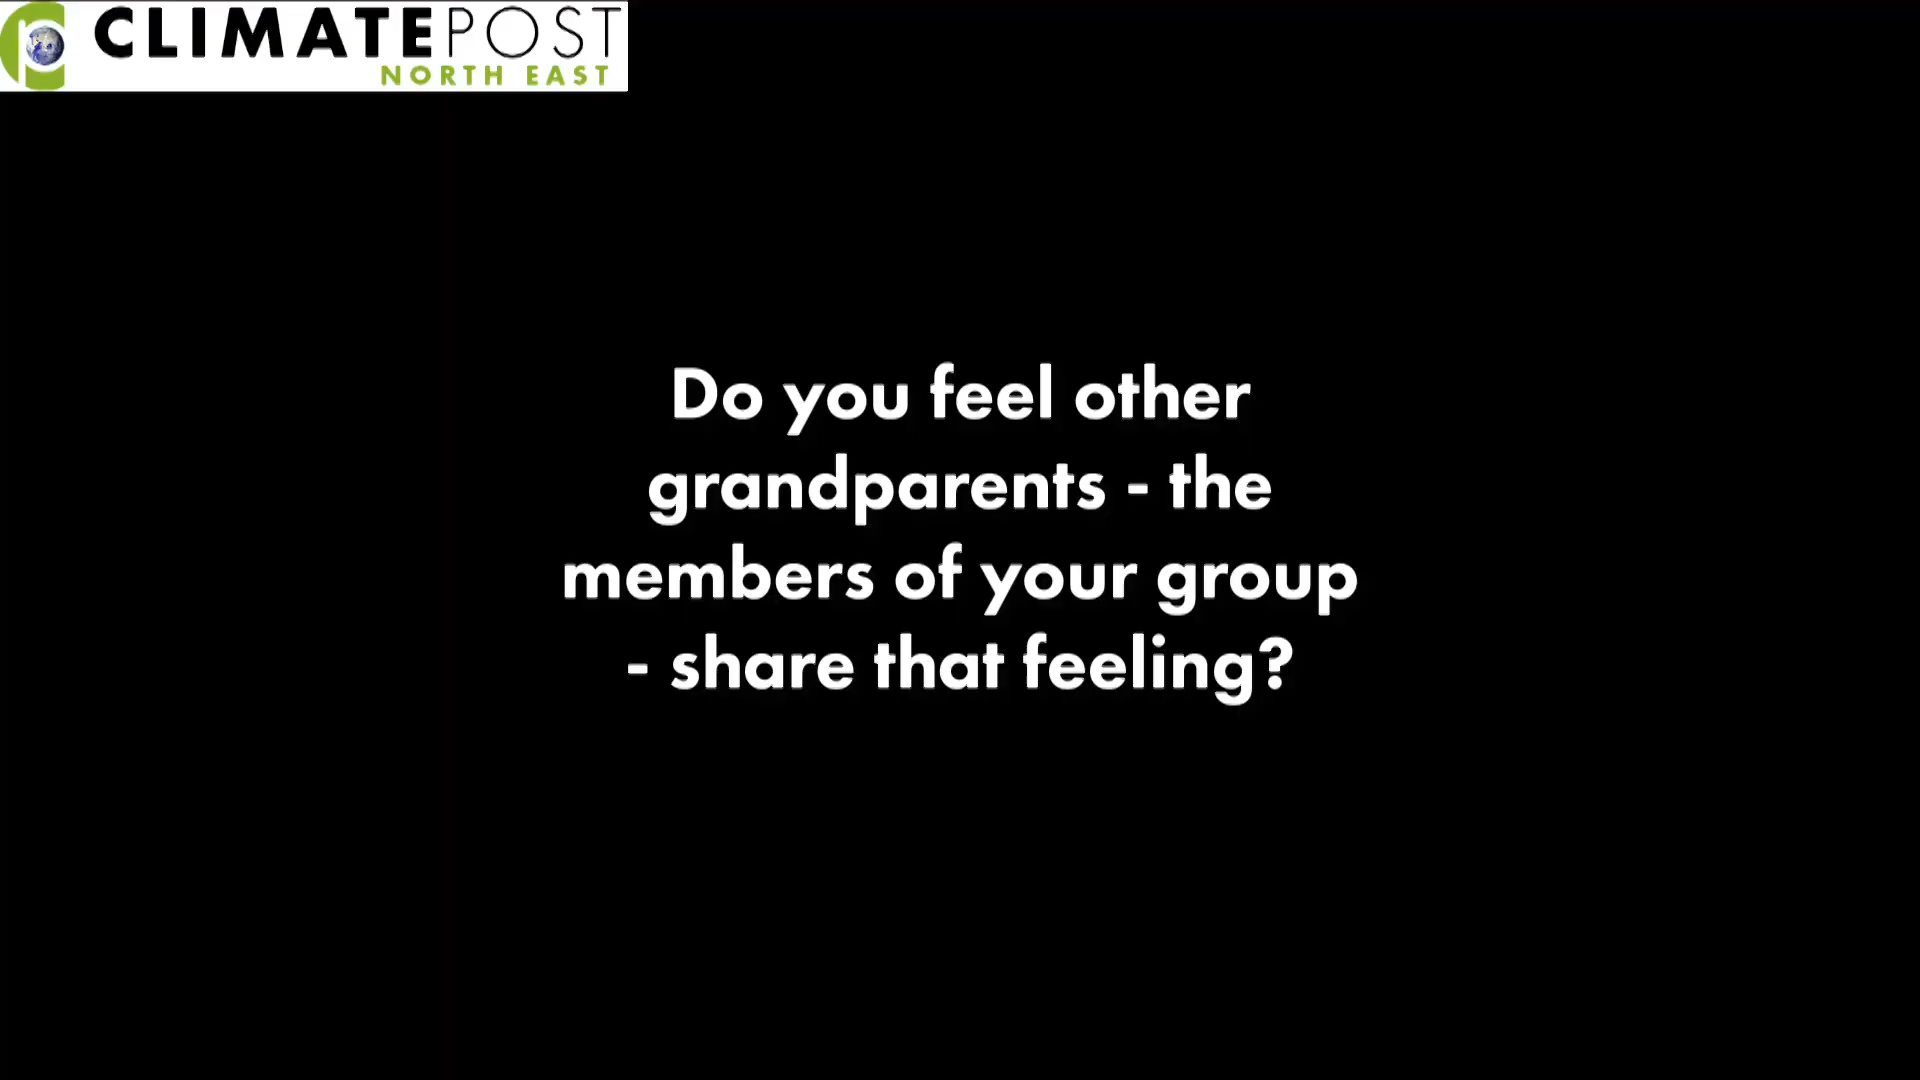 CLIMATEPOST
NORTH EAST
Do you feel other
grandparents - the
members of your group
- share that feeling?